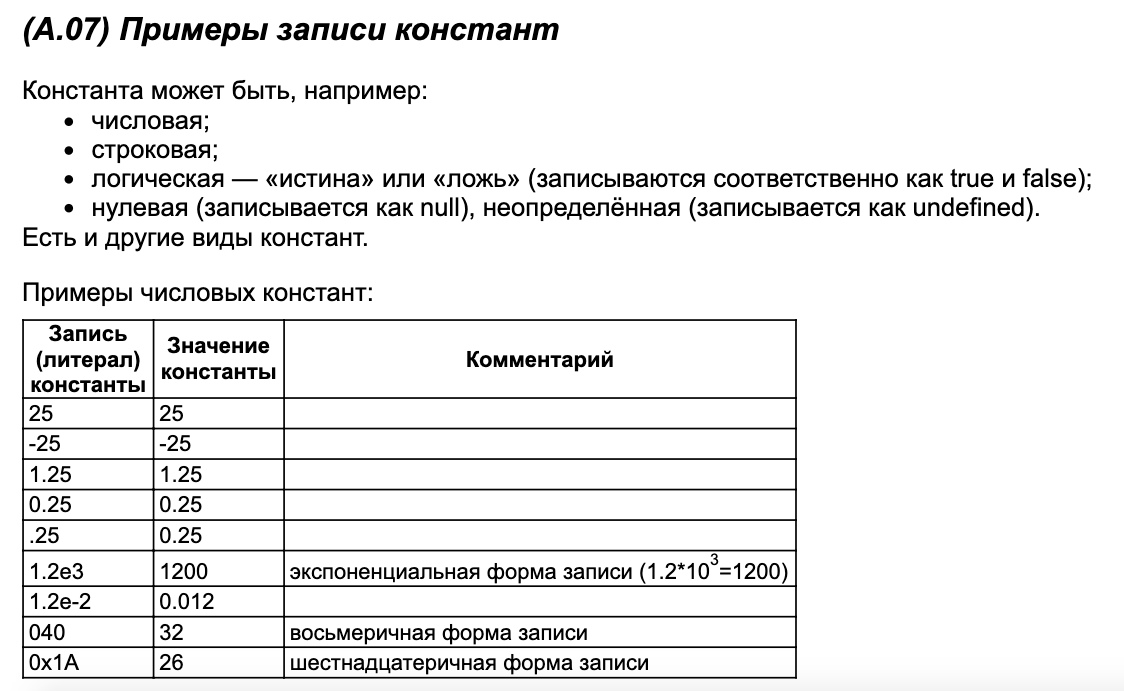 (A.07) Примеры записи констант
Константа может быть, например:
• числовая;
• строковая;
• логическая — «истина» или «ложь» (записываются соответственно как true и false);
• нулевая (записывается как null), неопределённая (записывается как undefined).
Есть и другие виды констант.
Примеры числовых констант:
Запись (литерал) константы | Значение константы | Комментарий
25 | 25
-25 | -25
1.25 | 1.25
0.25 | 0.25
.25 | 0.25
1.2e3 | 1200 | экспоненциальная форма записи (1.2*10³=1200)
1.2e-2 | 0.012
040 | 32 | восьмеричная форма записи
0x1A | 26 | шестнадцатеричная форма записи